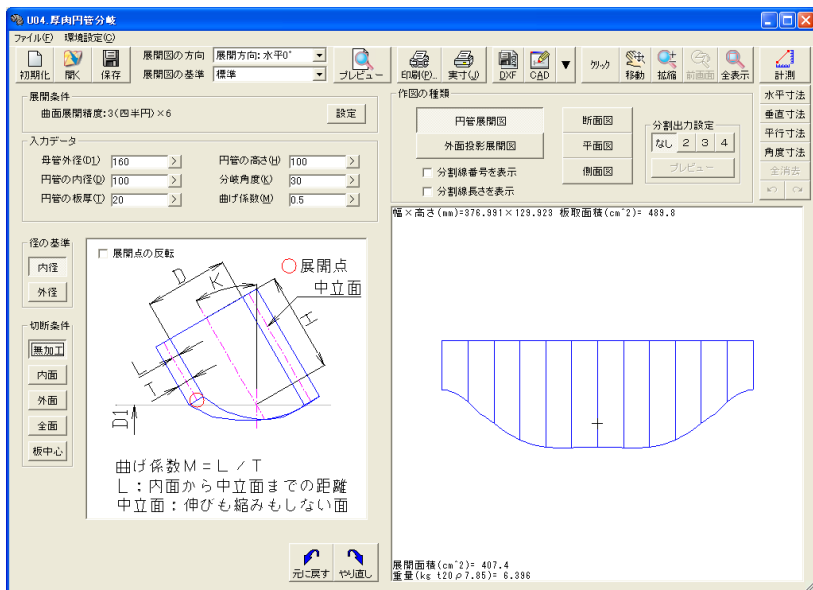 U04.厚肉円管分岐
ファイル(F) 環境設定(C)
初期化 開く 保存
展開図の方向 展開方向:水平0°
展開図の基準 標準
プレビュー 印刷(P).. 実寸(J) DXF CAD ▼ クリック 移動 拡縮 前画面 全表示 計測
展開条件
曲面展開精度:3(四半円)×6 設定
入力データ
母管外径(D1) 160 > 円管の高さ(H) 100 >
円管の内径(D) 100 > 分岐角度(K) 30 >
円管の板厚(T) 20 > 曲げ係数(M) 0.5 >
作図の種類
円管展開図 断面図
外面投影展開図 平面図
側面図
分割線番号を表示
分割線長さを表示
分割出力設定
なし 2 3 4
プレビュー
水平寸法
垂直寸法
平行寸法
角度寸法
全消去
径の基準
内径
外径
切断条件
無加工
内面
外面
全面
板中心
展開点の反転
展開点
中立面
D
K
H
L
T
D1
曲げ係数M=L/T
L:内面から中立面までの距離
中立面:伸びも縮みもしない面
元に戻す やり直し
幅×高さ(mm)=376.991×129.923 板取面積(cm^2)= 489.8
展開面積(cm^2)= 407.4
重量(kg t20ρ7.85)= 6.396